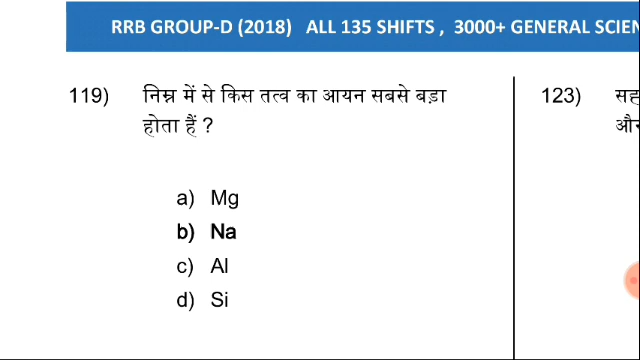 RRB GROUP-D (2018) ALL 135 SHIFTS , 3000+ GENERAL SCIEN
119) निम्न में से किस तत्व का आयन सबसे बड़ा
होता हैं ?
a) Mg
b) Na
c) Al
d) Si
123) सह
और